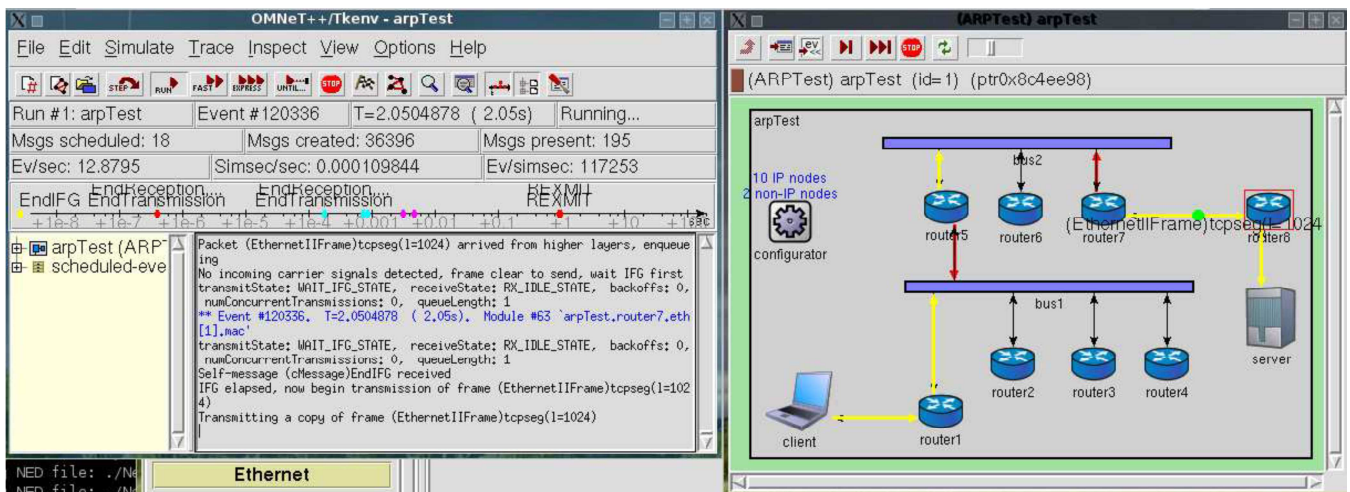 OMNeT++/Tkenv - arpTest
File Edit Simulate Trace Inspect View Options Help
STEP RUN FAST EXPRESS UNTIL... STOP
Run #1: arpTest Event #120336 T=2.0504878 ( 2.05s) Running...
Msgs scheduled: 18 Msgs created: 36396 Msgs present: 195
Ev/sec: 12.8795 Simsec/sec: 0.000109844 Ev/simsec: 117253
EndReception... EndReception... REXMIT
EndIFG EndTransmission EndTransmission REXMIT
+1e-8 +1e-7 +1e-6 +1e-5 +1e-4 +0.001 +0.01 +0.1 +1 +10 sec
arpTest (ARP
scheduled-eve
Packet (EthernetIIFrame)tcpseg(l=1024) arrived from higher layers, enqueue
ing
No incoming carrier signals detected, frame clear to send, wait IFG first
transmitState: WAIT_IFG_STATE, receiveState: RX_IDLE_STATE, backoffs: 0,
numConcurrentTransmissions: 0, queueLength: 1
** Event #120336. T=2.0504878 ( 2.05s). Module #63 `arpTest.router7.eth
[1].mac'
transmitState: WAIT_IFG_STATE, receiveState: RX_IDLE_STATE, backoffs: 0,
numConcurrentTransmissions: 0, queueLength: 1
Self-message (cMessage)EndIFG received
IFG elapsed, now begin transmission of frame (EthernetIIFrame)tcpseg(l=102
4)
Transmitting a copy of frame (EthernetIIFrame)tcpseg(l=1024)
NED file: ./Ne
NED file:
Ethernet
(ARPTest) arpTest
STOP
(ARPTest) arpTest (id=1) (ptr0x8c4ee98)
arpTest
bus2
10 IP nodes
2 non-IP nodes
configurator
router5
router6
router7
(EthernetIIFrame)tcpseg(l=1024
router8
bus1
server
router2
router3
router4
client
router1